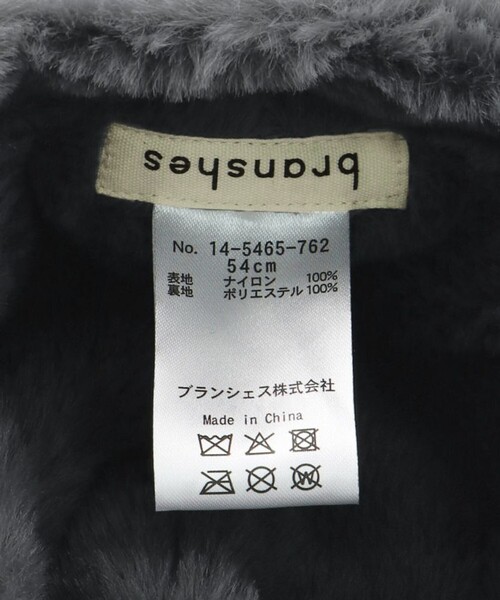 branshes
No. 14-5465-762
54cm
表地 ナイロン 100%
裏地 ポリエステル 100%
ブランシェス株式会社
Made in China